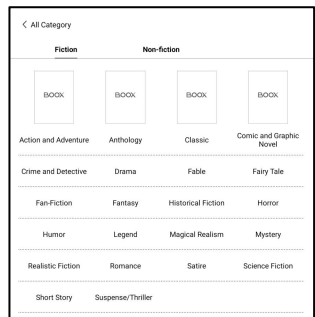 < All Category
Fiction Non-fiction
BOOX BOOX BOOX BOOX
Action and Adventure Anthology Classic Comic and Graphic
Novel
Crime and Detective Drama Fable Fairy Tale
Fan-Fiction Fantasy Historical Fiction Horror
Humor Legend Magical Realism Mystery
Realistic Fiction Romance Satire Science Fiction
Short Story Suspense/Thriller